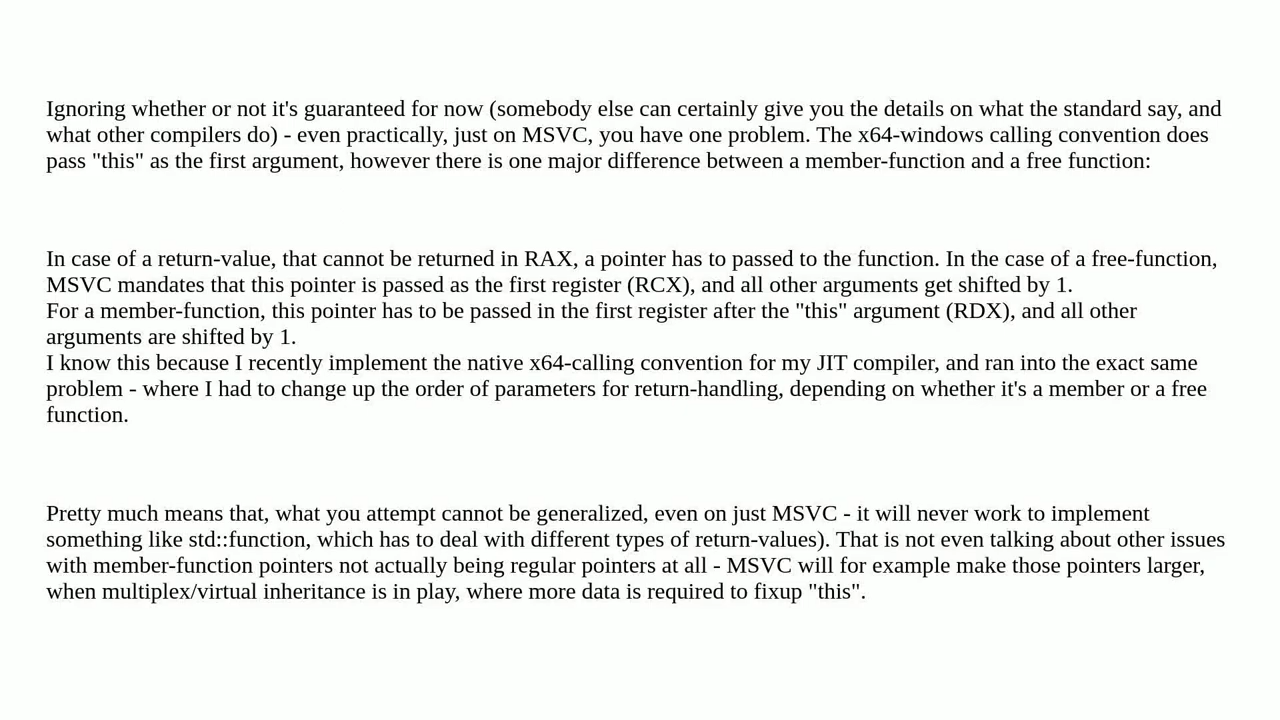 Ignoring whether or not it's guaranteed for now (somebody else can certainly give you the details on what the standard say, and
what other compilers do) - even practically, just on MSVC, you have one problem. The x64-windows calling convention does
pass "this" as the first argument, however there is one major difference between a member-function and a free function:
In case of a return-value, that cannot be returned in RAX, a pointer has to passed to the function. In the case of a free-function,
MSVC mandates that this pointer is passed as the first register (RCX), and all other arguments get shifted by 1.
For a member-function, this pointer has to be passed in the first register after the "this" argument (RDX), and all other
arguments are shifted by 1.
I know this because I recently implement the native x64-calling convention for my JIT compiler, and ran into the exact same
problem - where I had to change up the order of parameters for return-handling, depending on whether it's a member or a free
function.
Pretty much means that, what you attempt cannot be generalized, even on just MSVC - it will never work to implement
something like std::function, which has to deal with different types of return-values). That is not even talking about other issues
with member-function pointers not actually being regular pointers at all - MSVC will for example make those pointers larger,
when multiplex/virtual inheritance is in play, where more data is required to fixup "this".